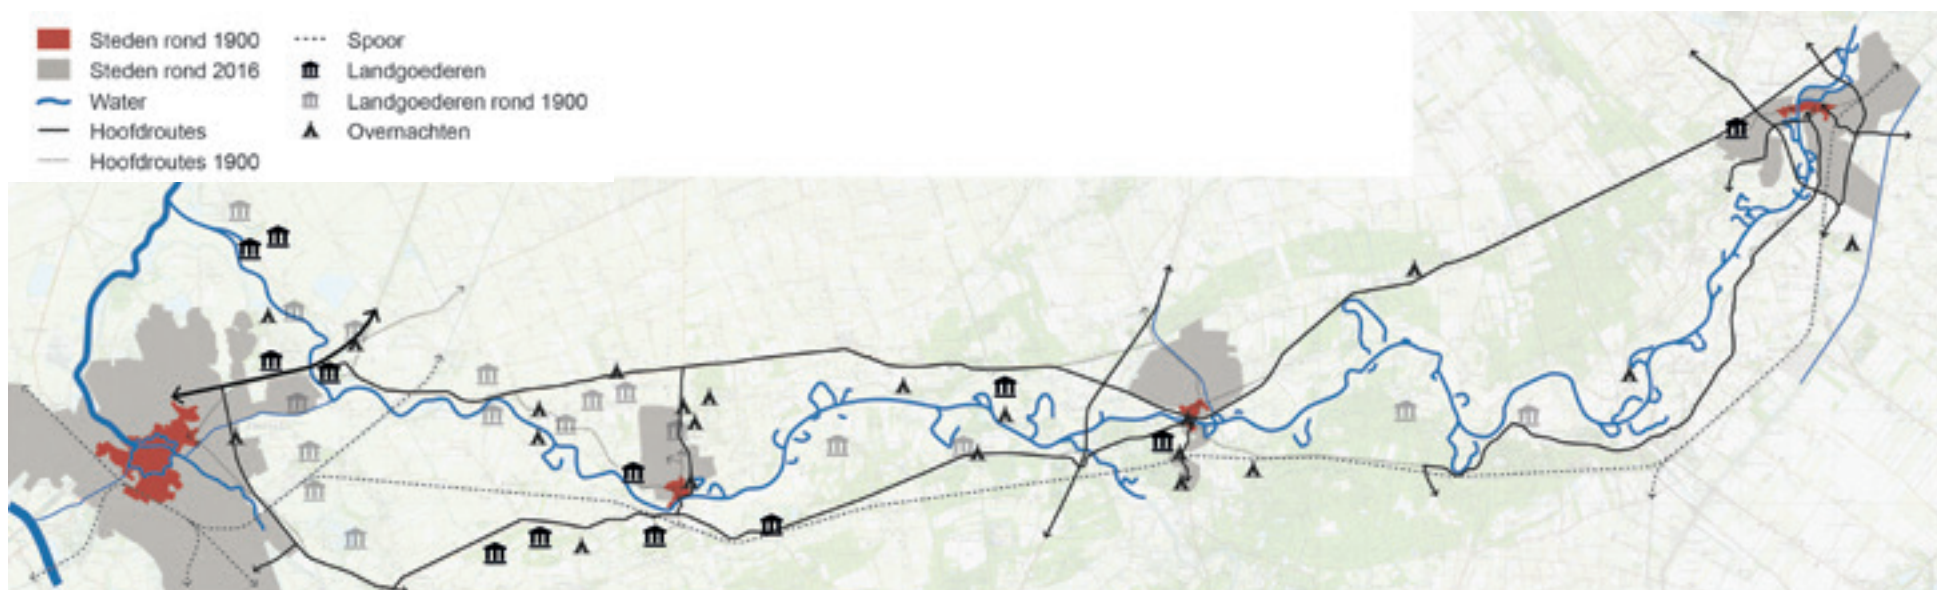 Steden rond 1900
Steden rond 2016
Water
Hoofdroutes
Hoofdroutes 1900
Spoor
Landgoederen
Landgoederen rond 1900
Overnachten